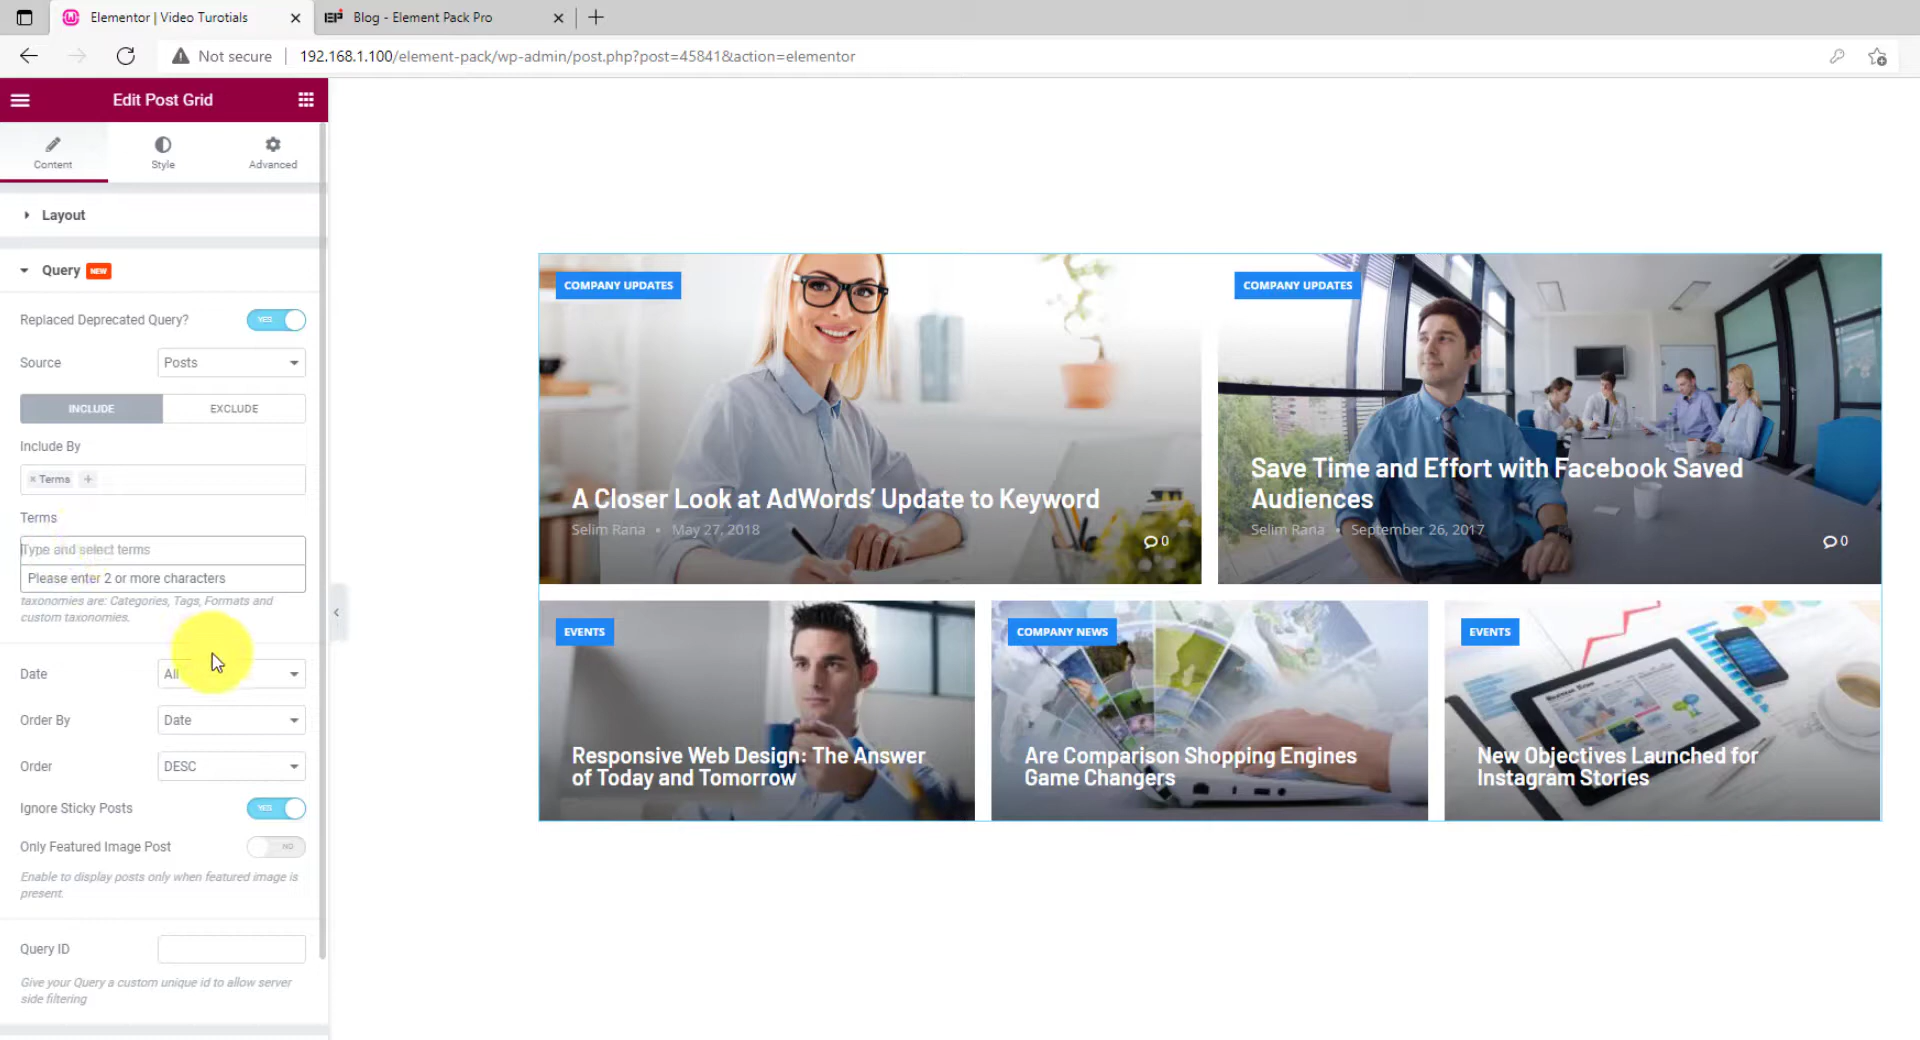 Elementor | Video Turotials
Blog - Element Pack Pro
Not secure
192.168.1.100/element-pack/wp-admin/post.php?post=45841&action=elementor
Edit Post Grid
Content
Style
Advanced
Layout
Query NEW
Replaced Deprecated Query? YES
Source Posts
INCLUDE EXCLUDE
Include By
× Terms +
Terms
Type and select terms
Please enter 2 or more characters
taxonomies are: Categories, Tags, Formats and
custom taxonomies.
Date All
Order By Date
Order DESC
Ignore Sticky Posts YES
Only Featured Image Post NO
Enable to display posts only when featured image is
present.
Query ID
Give your Query a custom unique id to allow server
side filtering
COMPANY UPDATES
A Closer Look at AdWords’ Update to Keyword
Selim Rana • May 27, 2018
0
COMPANY UPDATES
Save Time and Effort with Facebook Saved
Audiences
Selim Rana • September 26, 2017
0
EVENTS
Responsive Web Design: The Answer
of Today and Tomorrow
COMPANY NEWS
Are Comparison Shopping Engines
Game Changers
EVENTS
New Objectives Launched for
Instagram Stories